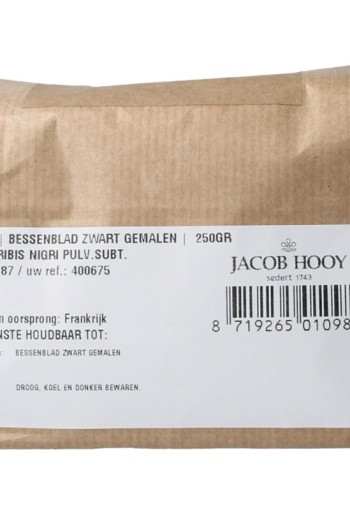 | BESSENBLAD ZWART GEMALEN | 250GR
RIBIS NIGRI PULV.SUBT.
87 / uw ref.: 400675
JACOB HOOY
sedert 1743
n oorsprong: Frankrijk
NSTE HOUDBAAR TOT:
BESSENBLAD ZWART GEMALEN
8 719265 01098
DROOG, KOEL EN DONKER BEWAREN.